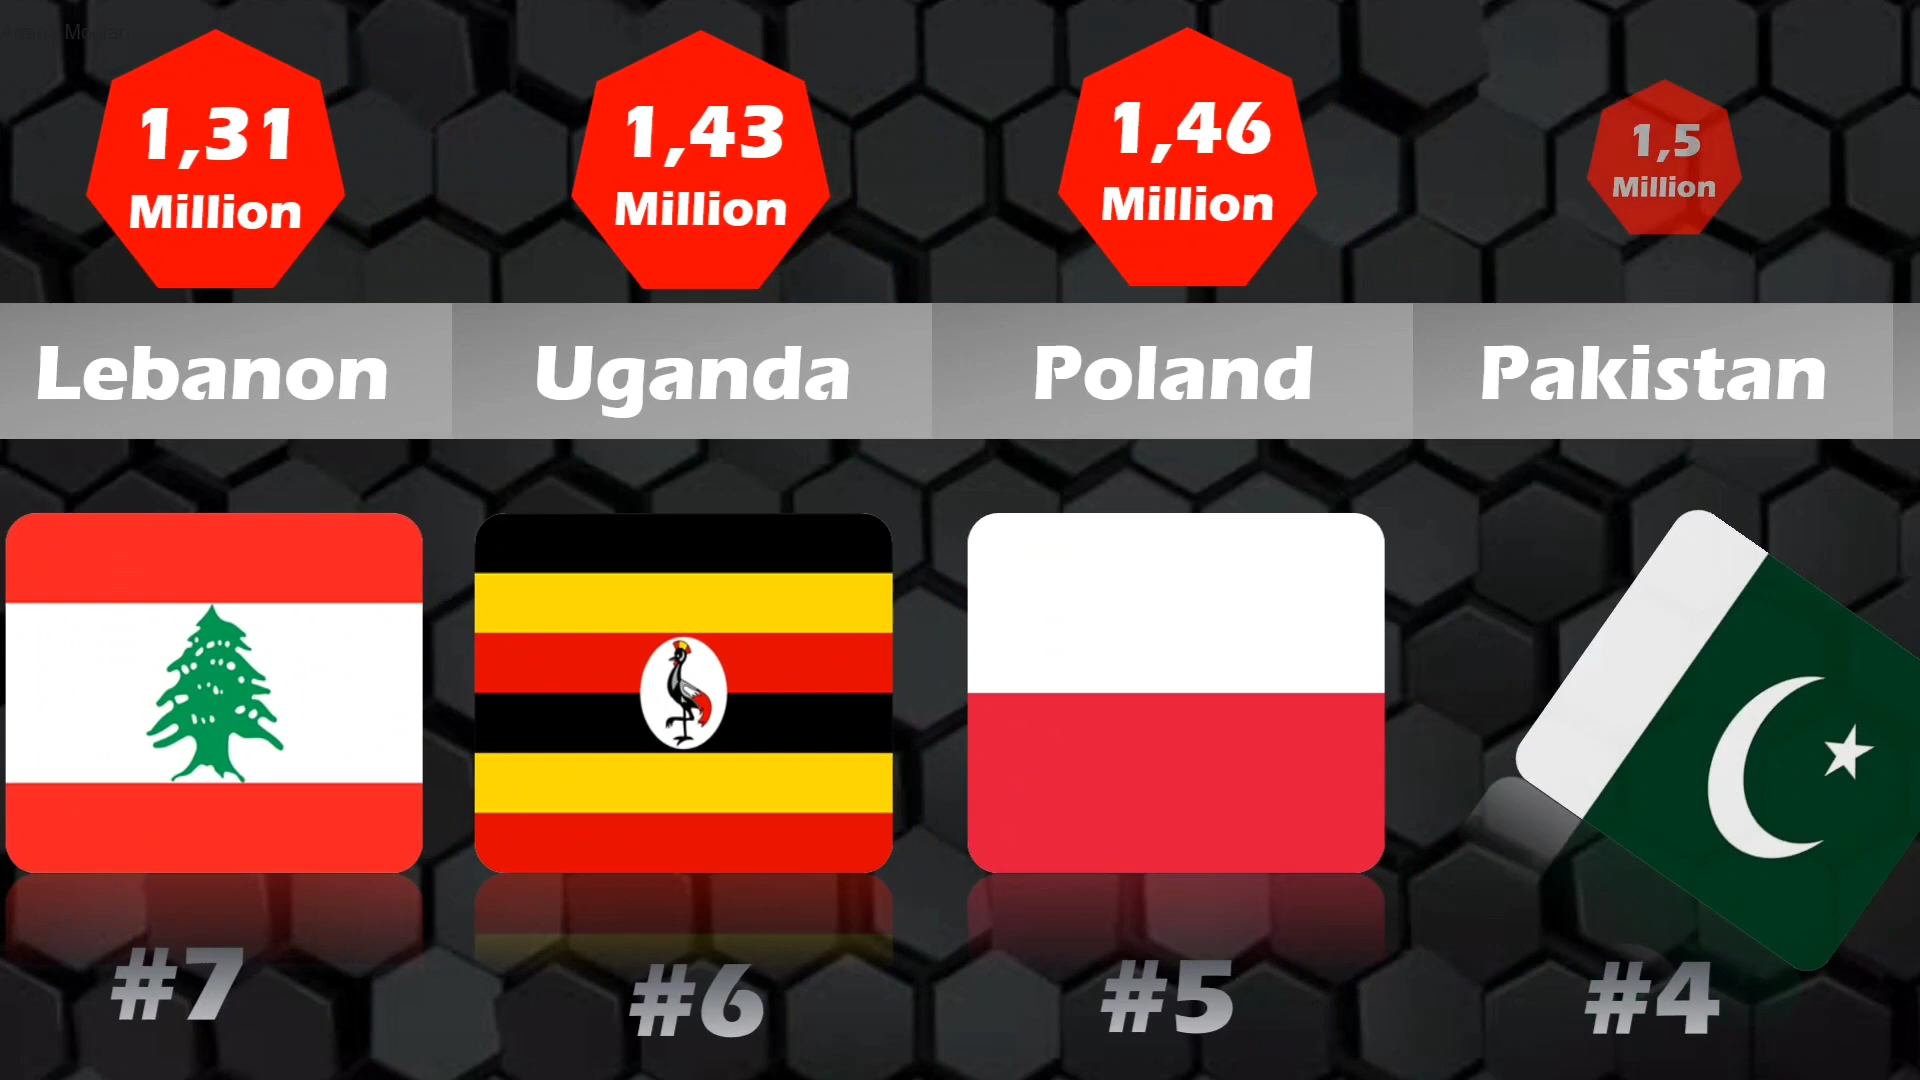 1,31
Million
1,43
Million
1,46
Million
1,5
Million
Lebanon
Uganda
Poland
Pakistan
#7
#6
#5
#4